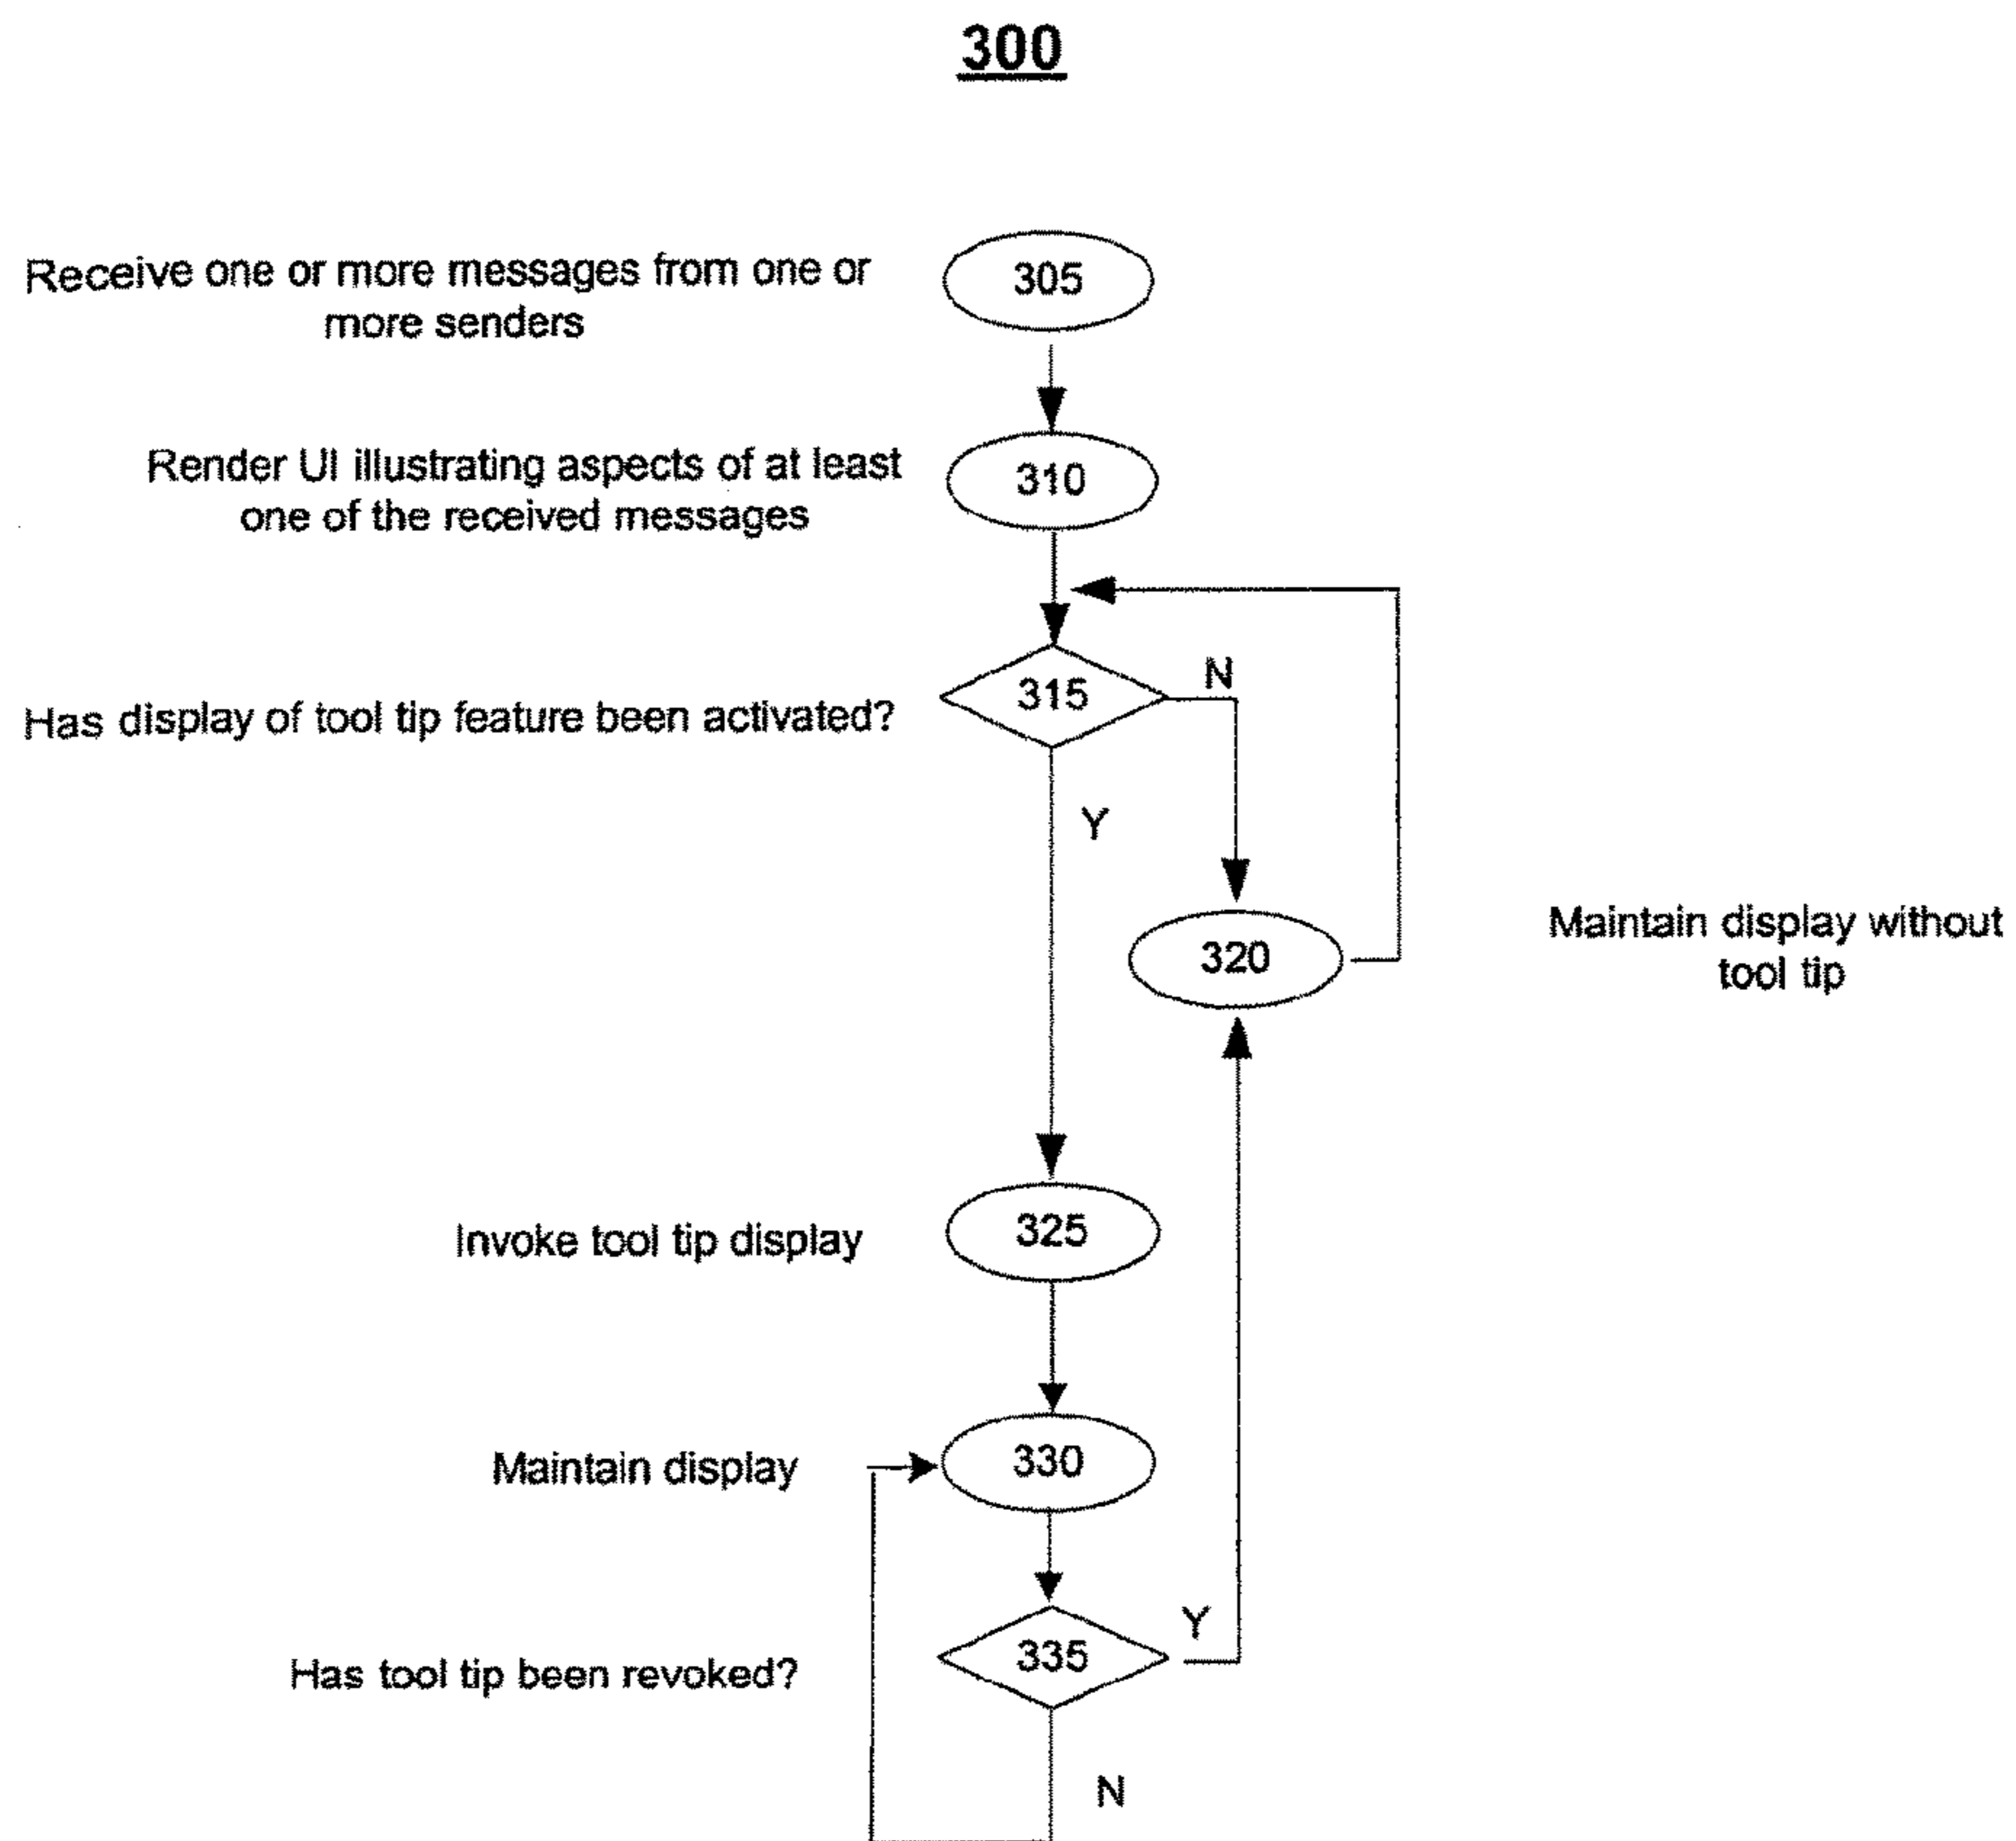 300
Receive one or more messages from one or
more senders
305
Render UI illustrating aspects of at least
one of the received messages
310
Has display of tool tip feature been activated?
315
N
Y
320
Maintain display without
tool tip
Invoke tool tip display
325
Maintain display
330
Has tool tip been revoked?
335
Y
N